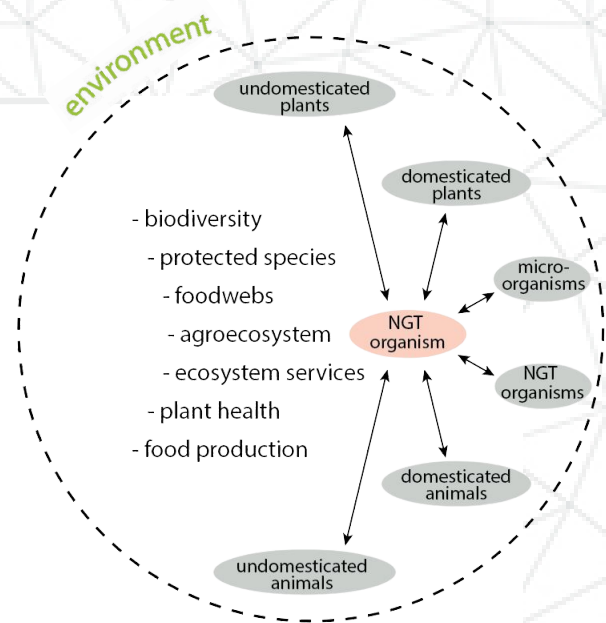 environment
undomesticated
plants
domesticated
plants
- biodiversity
- protected species
- foodwebs
- agroecosystem
- ecosystem services
- plant health
- food production
micro-
organisms
NGT
organism
NGT
organisms
domesticated
animals
undomesticated
animals